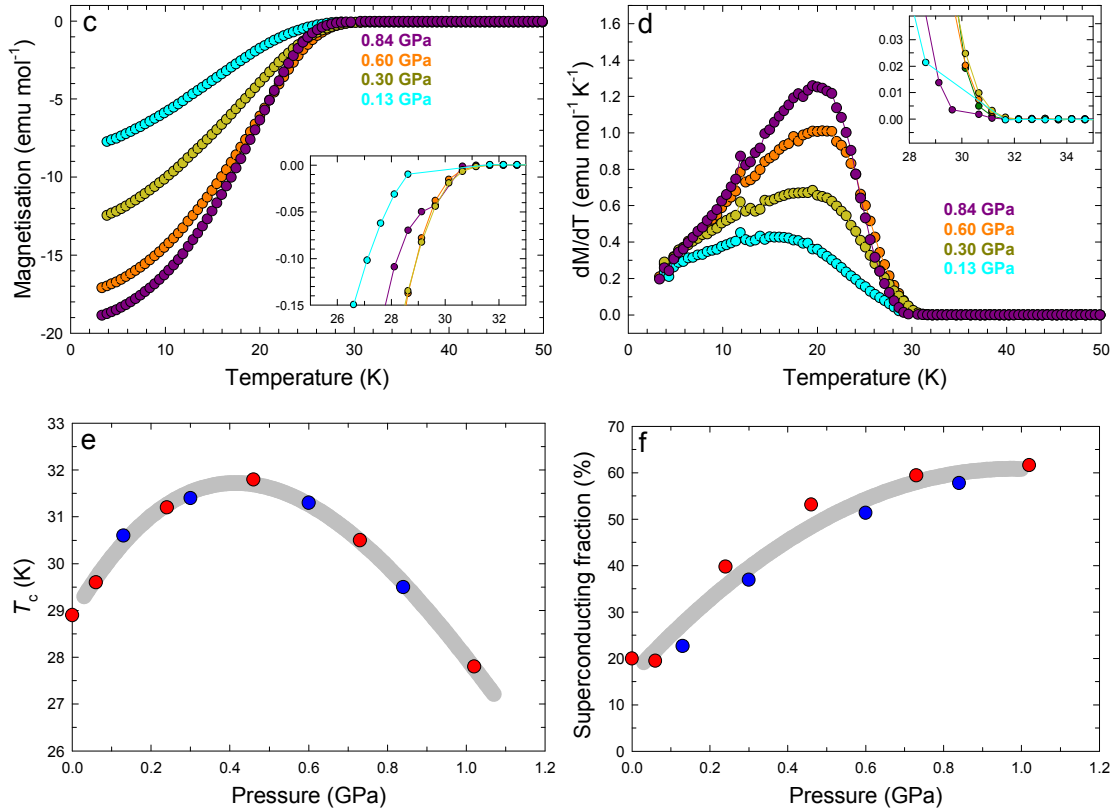 c
0.84 GPa
0.60 GPa
0.30 GPa
0.13 GPa
Magnetisation (emu mol⁻¹)
0
-5
-10
-15
-20
0.00
-0.05
-0.10
-0.15
26 28 30 32
0 10 20 30 40 50
Temperature (K)
d
0.84 GPa
0.60 GPa
0.30 GPa
0.13 GPa
dM/dT (emu mol⁻¹ K⁻¹)
1.6
1.4
1.2
1.0
0.8
0.6
0.4
0.2
0.0
0.03
0.02
0.01
0.00
28 30 32 34
0 10 20 30 40 50
Temperature (K)
e
T_c (K)
33
32
31
30
29
28
27
26
0.0 0.2 0.4 0.6 0.8 1.0 1.2
Pressure (GPa)
f
Superconducting fraction (%)
70
60
50
40
30
20
10
0
0.0 0.2 0.4 0.6 0.8 1.0 1.2
Pressure (GPa)